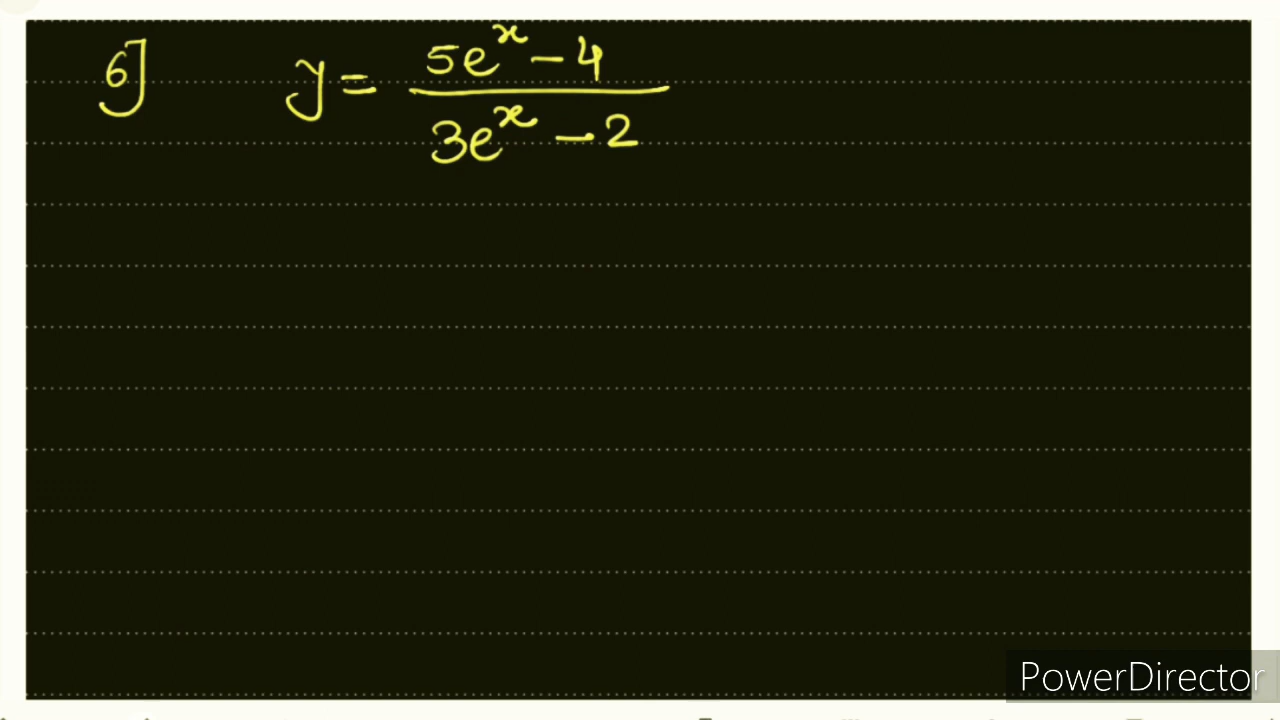 6] y = (5e^x - 4) / (3e^x - 2)
PowerDirector